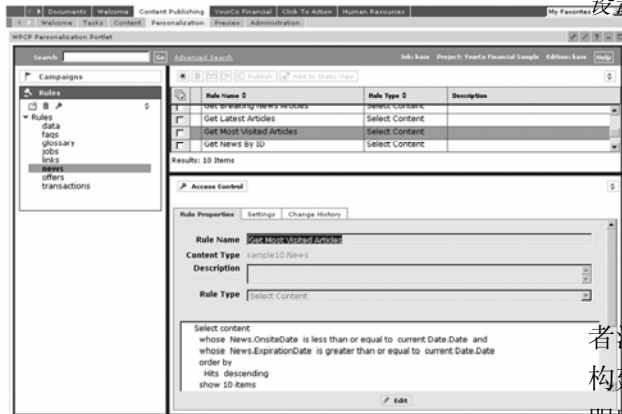 Documents Welcome Content Publishing YourCo Financial Click To Action Human Resources My Favorites
Welcome Tasks Content Personalization Preview Administration
WPCP Personalization Portlet
Search Go Advanced Search Job: base Project: YourCo Financial Sample Edition: base Help
Campaigns
Rules
Rules
data
faqs
glossary
jobs
links
news
offers
transactions
Publish Add to Static View
Rule Name Rule Type Description
Get Breaking News Articles Select Content
Get Latest Articles Select Content
Get Most Visited Articles Select Content
Get News By ID Select Content
Results: 10 Items
Access Control
Rule Properties Settings Change History
Rule Name Get Most Visited Articles
Content Type sample10.News
Description
Rule Type Select Content
Select content
whose News.OnsiteDate is less than or equal to current Date.Date and
whose News.ExpirationDate is greater than or equal to current Date.Date
order by
Hits descending
show 10 items
Edit
者
构